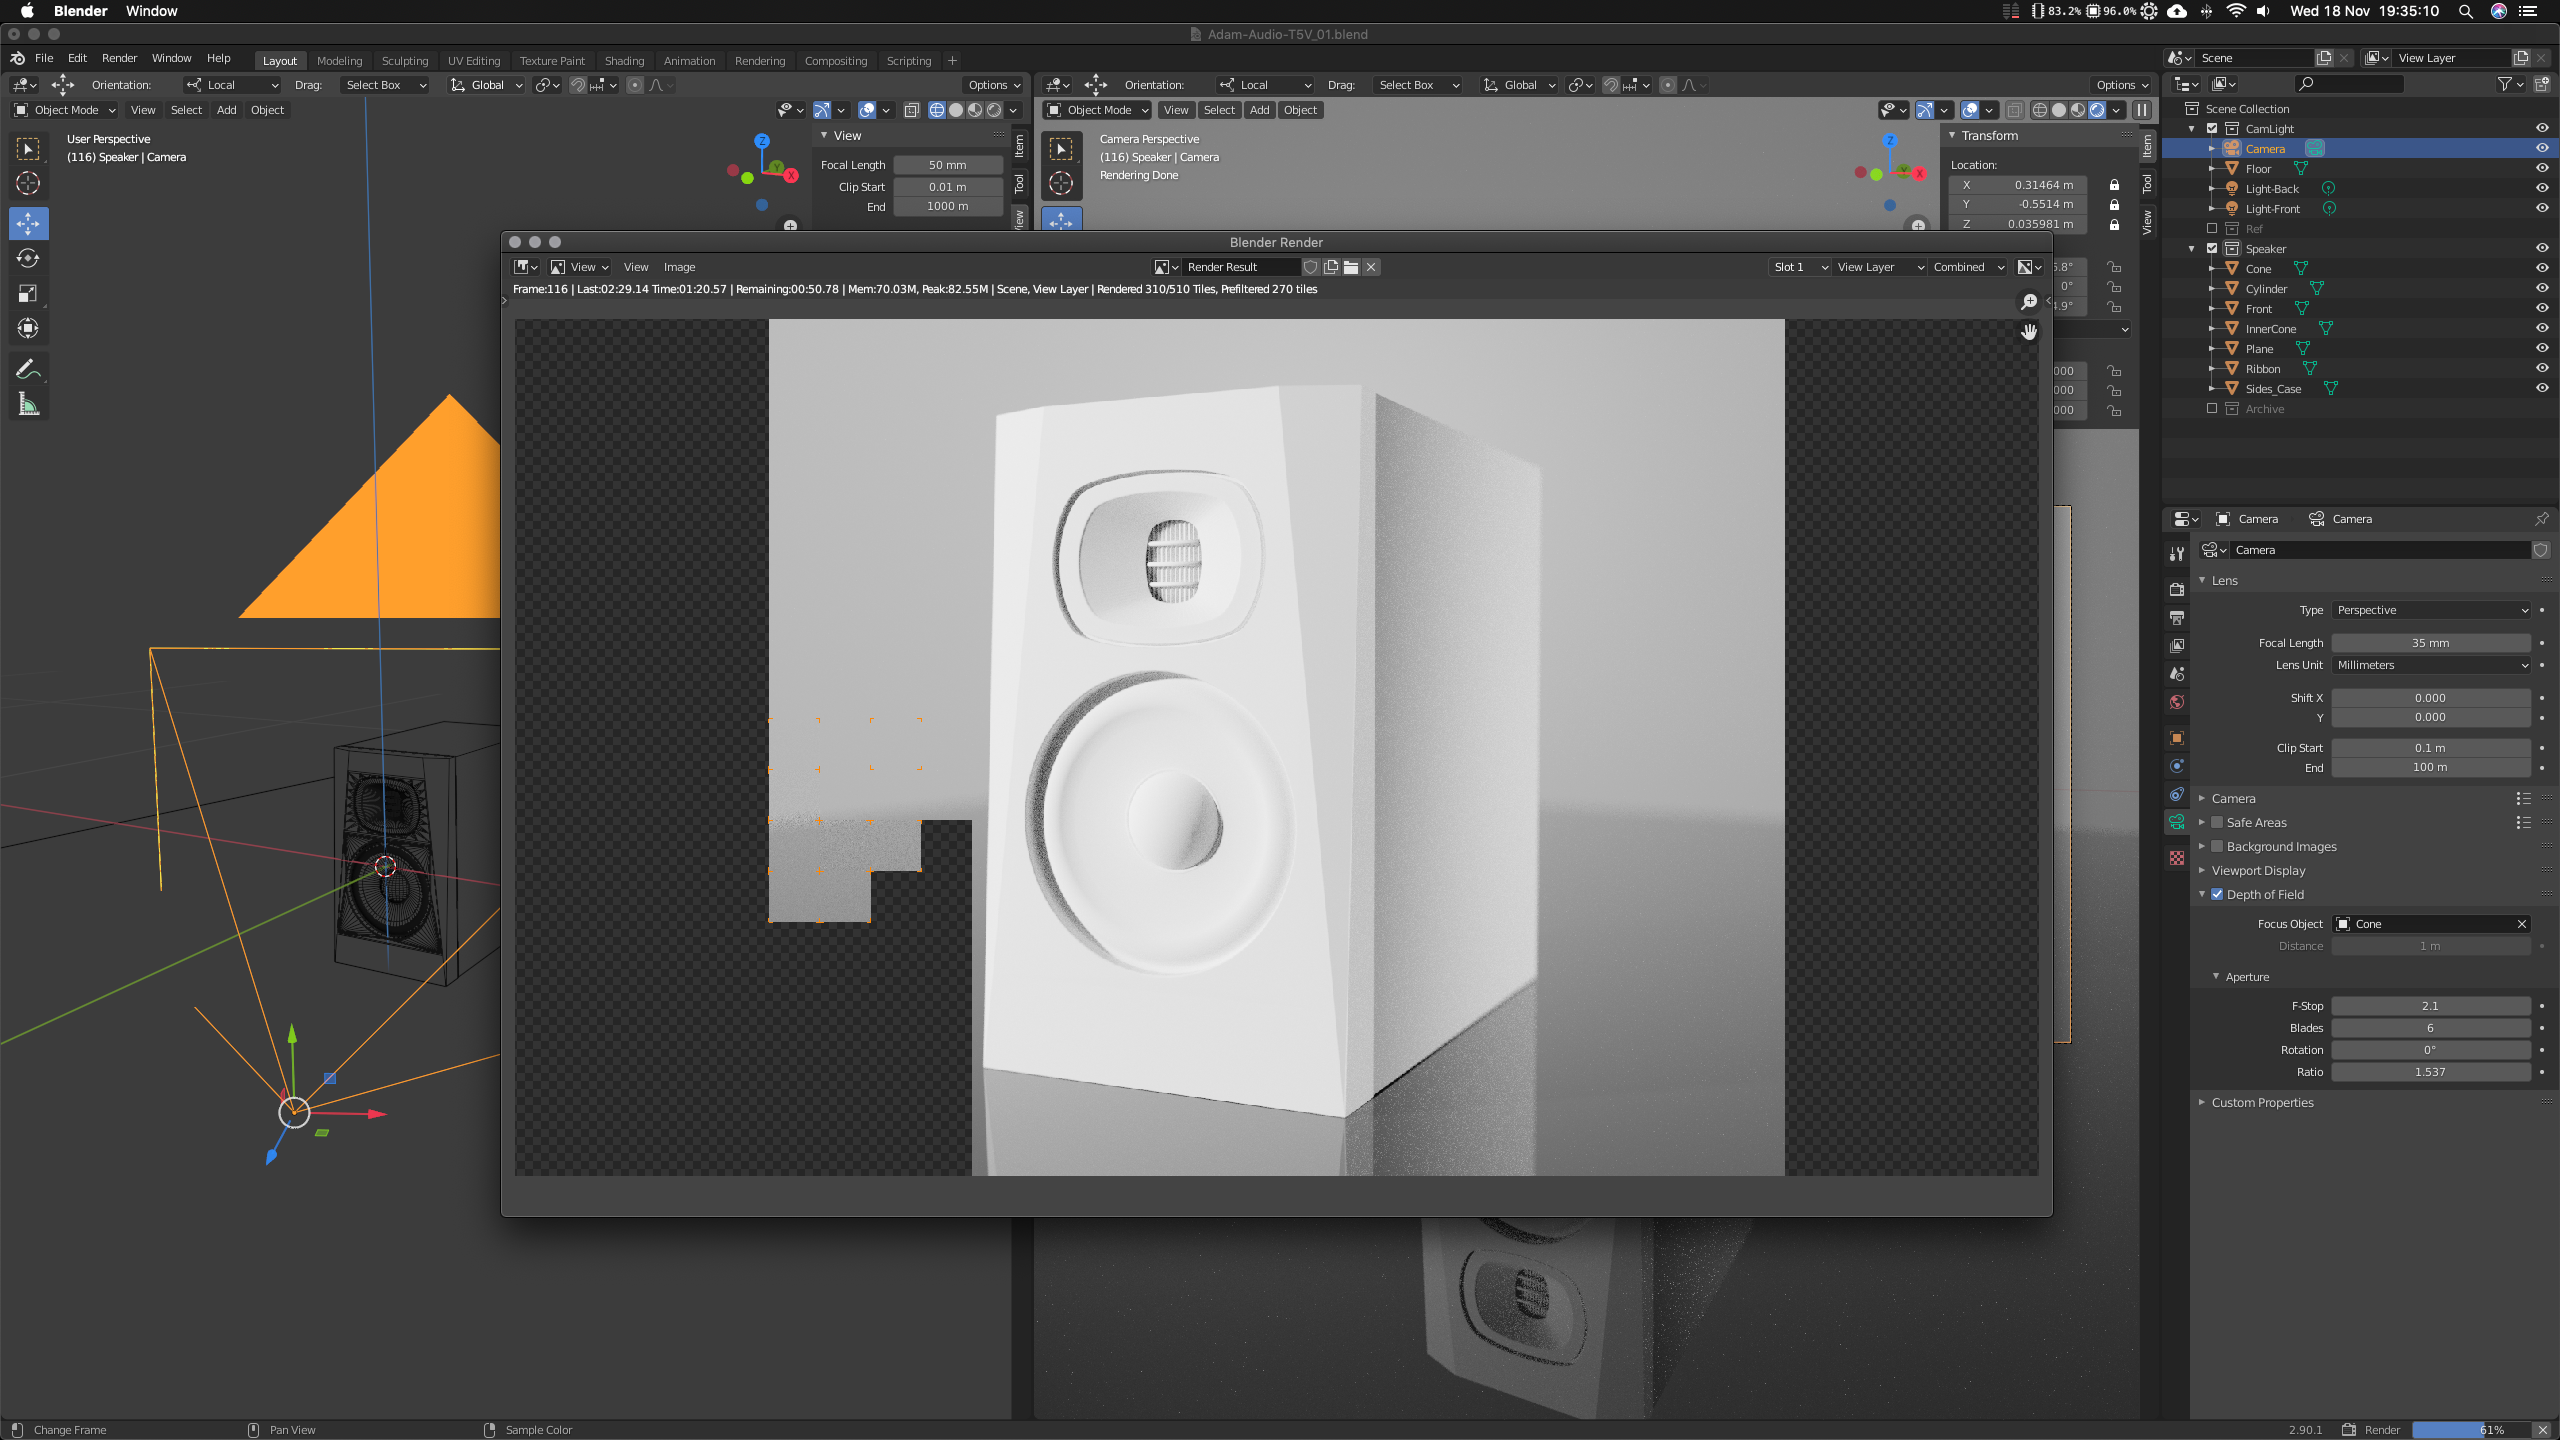 Blender Window 83.2% 96.0% Wed 18 Nov 19:35:10
Adam-Audio-T5V_01.blend
File Edit Render Window Help Layout Modeling Sculpting UV Editing Texture Paint Shading Animation Rendering Compositing Scripting + Scene View Layer
Orientation: Local Drag: Select Box Global Options
Orientation: Local Drag: Select Box Global Options
Object Mode View Select Add Object
Object Mode View Select Add Object
User Perspective
(116) Speaker | Camera
View
Focal Length 50 mm
Clip Start 0.01 m
End 1000 m
Item
Tool
View
Camera Perspective
(116) Speaker | Camera
Rendering Done
Transform
Location:
X 0.31464 m
Y -0.5514 m
Z 0.035981 m
Item
Tool
View
Blender Render
View View Image Render Result Slot 1 View Layer Combined
Frame:116 | Last:02:29.14 Time:01:20.57 | Remaining:00:50.78 | Mem:70.03M, Peak:82.55M | Scene, View Layer | Rendered 310/510 Tiles, Prefiltered 270 tiles
000
000
000
Scene Collection
CamLight
Camera
Floor
Light-Back
Light-Front
Ref
Speaker
Cone
Cylinder
Front
InnerCone
Plane
Ribbon
Sides_Case
Archive
Camera Camera
Camera
Lens
Type Perspective
Focal Length 35 mm
Lens Unit Millimeters
Shift X 0.000
Y 0.000
Clip Start 0.1 m
End 100 m
Camera
Safe Areas
Background Images
Viewport Display
Depth of Field
Focus Object Cone
Distance 1 m
Aperture
F-Stop 2.1
Blades 6
Rotation 0°
Ratio 1.537
Custom Properties
Change Frame Pan View Sample Color 2.90.1 Render 61%